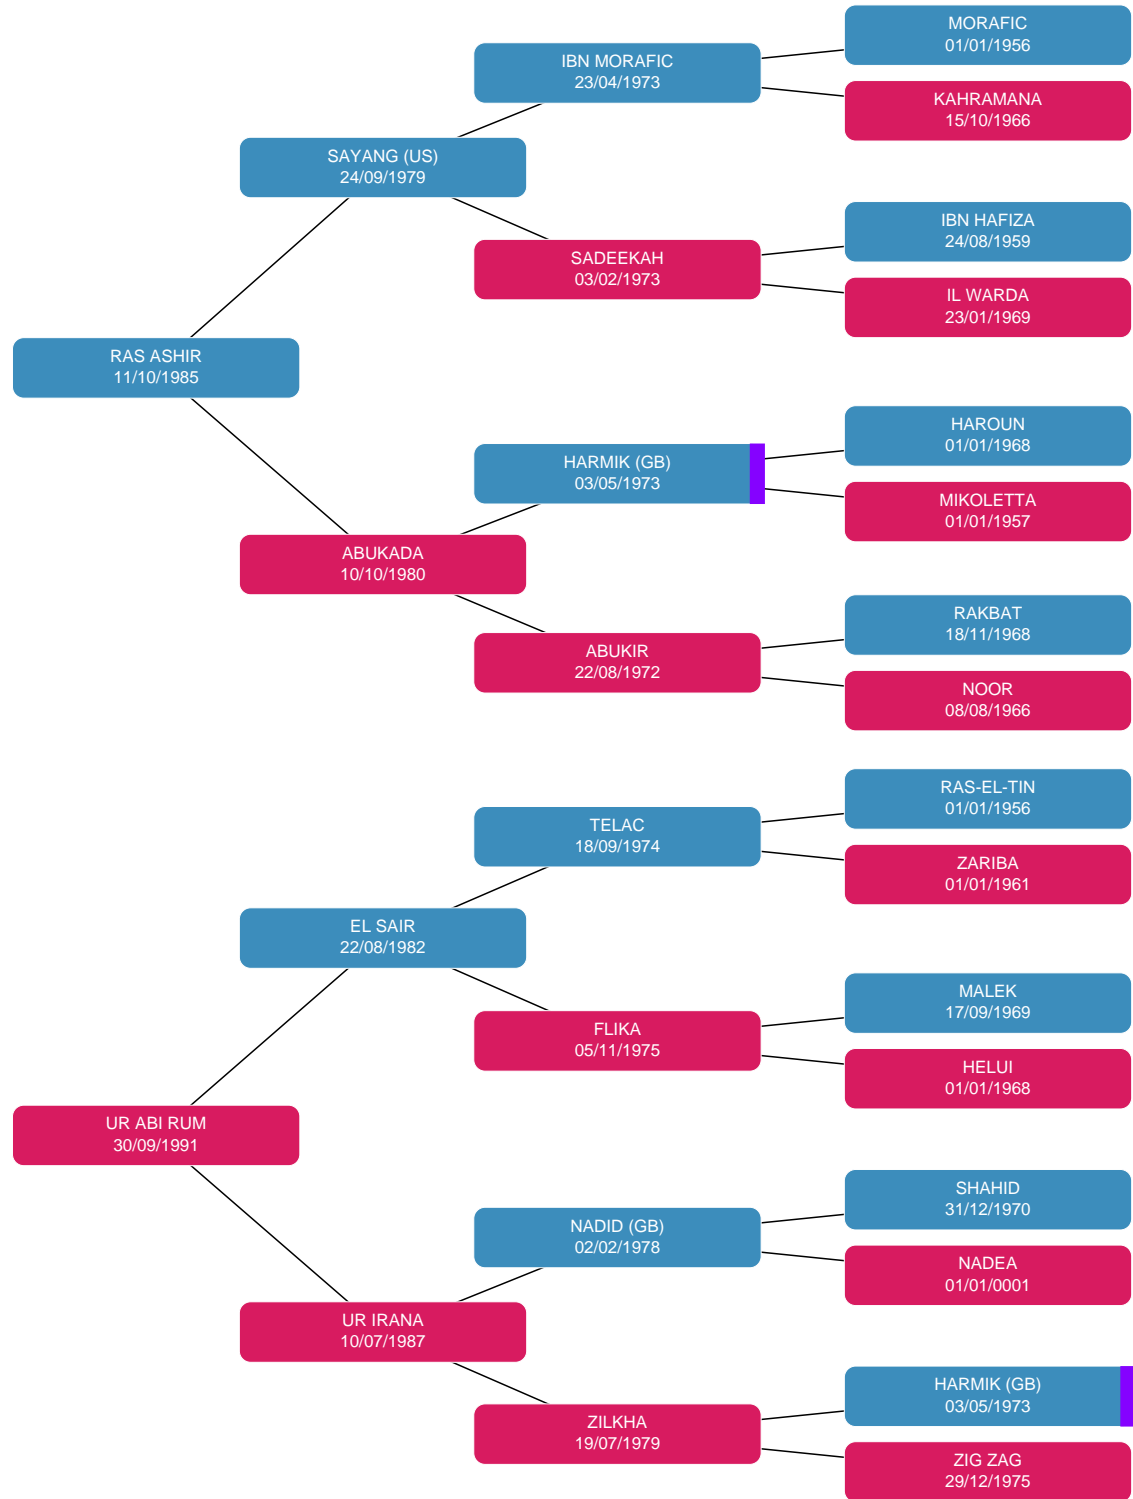 MORAFIC
01/01/1956
IBN MORAFIC
23/04/1973
KAHRAMANA
15/10/1966
SAYANG (US)
24/09/1979
IBN HAFIZA
24/08/1959
SADEEKAH
03/02/1973
IL WARDA
23/01/1969
RAS ASHIR
11/10/1985
HAROUN
01/01/1968
HARMIK (GB)
03/05/1973
MIKOLETTA
01/01/1957
ABUKADA
10/10/1980
RAKBAT
18/11/1968
ABUKIR
22/08/1972
NOOR
08/08/1966
RAS-EL-TIN
01/01/1956
TELAC
18/09/1974
ZARIBA
01/01/1961
EL SAIR
22/08/1982
MALEK
17/09/1969
FLIKA
05/11/1975
HELUI
01/01/1968
UR ABI RUM
30/09/1991
SHAHID
31/12/1970
NADID (GB)
02/02/1978
NADEA
01/01/0001
UR IRANA
10/07/1987
HARMIK (GB)
03/05/1973
ZILKHA
19/07/1979
ZIG ZAG
29/12/1975